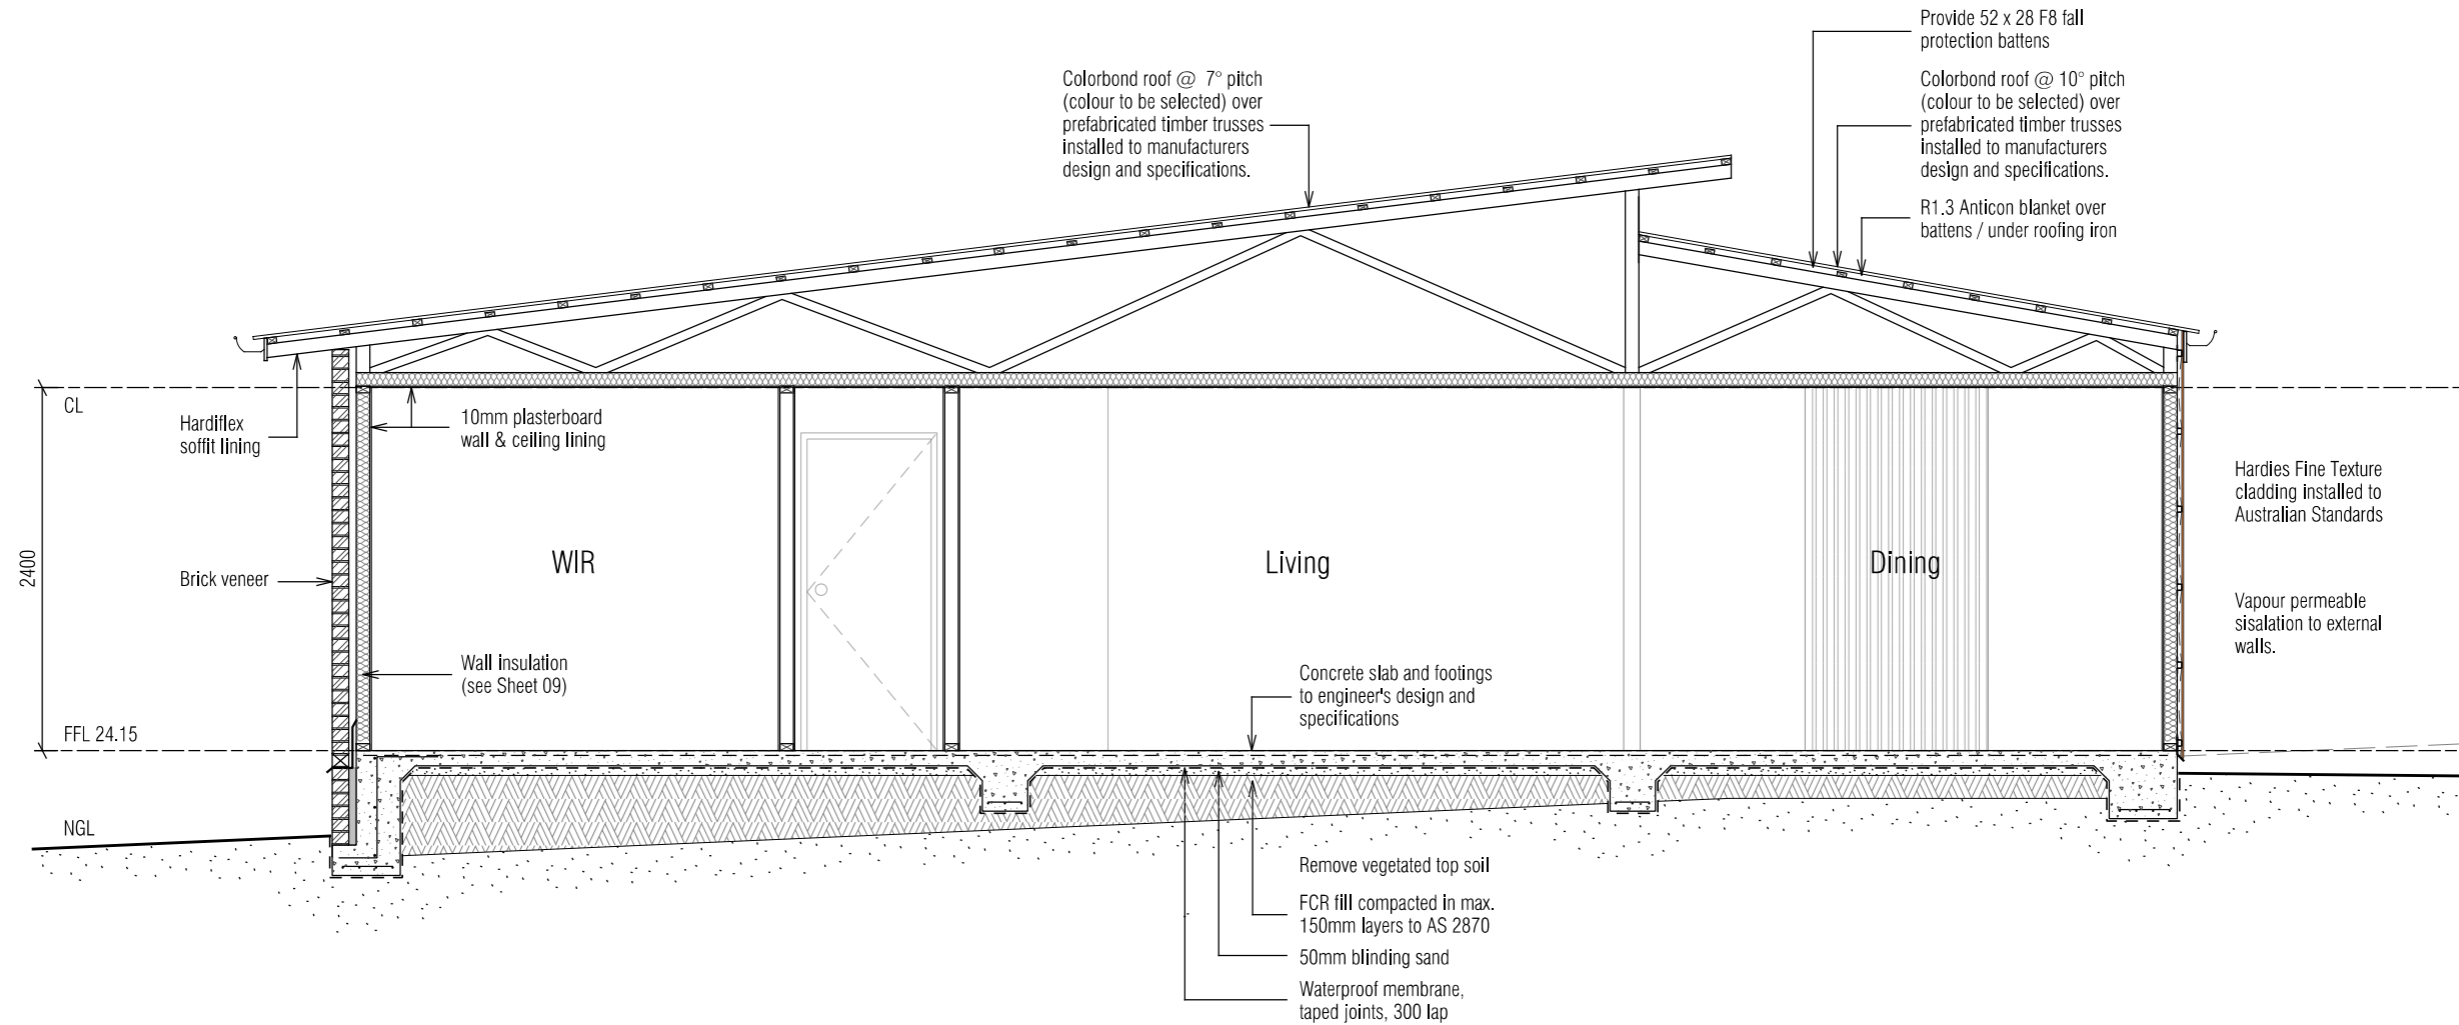 Provide 52 x 28 F8 fall
protection battens
Colorbond roof @ 7° pitch
(colour to be selected) over
prefabricated timber trusses
installed to manufacturers
design and specifications.
Colorbond roof @ 10° pitch
(colour to be selected) over
prefabricated timber trusses
installed to manufacturers
design and specifications.
R1.3 Anticon blanket over
battens / under roofing iron
CL
Hardiflex
soffit lining
10mm plasterboard
wall & ceiling lining
Hardies Fine Texture
cladding installed to
Australian Standards
2400
Brick veneer
WIR
Living
Dining
Vapour permeable
sisalation to external
walls.
Wall insulation
(see Sheet 09)
Concrete slab and footings
to engineer's design and
specifications
FFL 24.15
NGL
Remove vegetated top soil
FCR fill compacted in max.
150mm layers to AS 2870
50mm blinding sand
Waterproof membrane,
taped joints, 300 lap